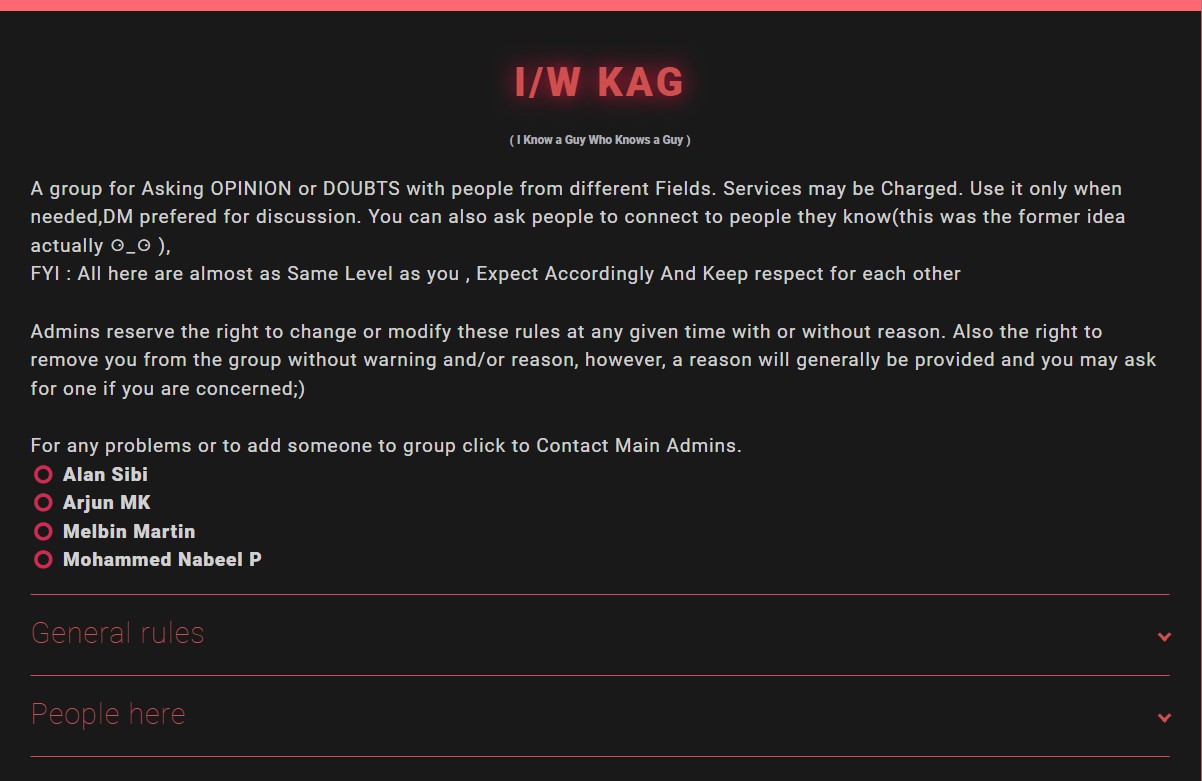 I/W KAG
( I Know a Guy Who Knows a Guy )
A group for Asking OPINION or DOUBTS with people from different Fields. Services may be Charged. Use it only when
needed,DM prefered for discussion. You can also ask people to connect to people they know(this was the former idea
actually ʘ_ʘ ),
FYI : All here are almost as Same Level as you , Expect Accordingly And Keep respect for each other
Admins reserve the right to change or modify these rules at any given time with or without reason. Also the right to
remove you from the group without warning and/or reason, however, a reason will generally be provided and you may ask
for one if you are concerned;)
For any problems or to add someone to group click to Contact Main Admins.
Alan Sibi
Arjun MK
Melbin Martin
Mohammed Nabeel P
General rules
People here